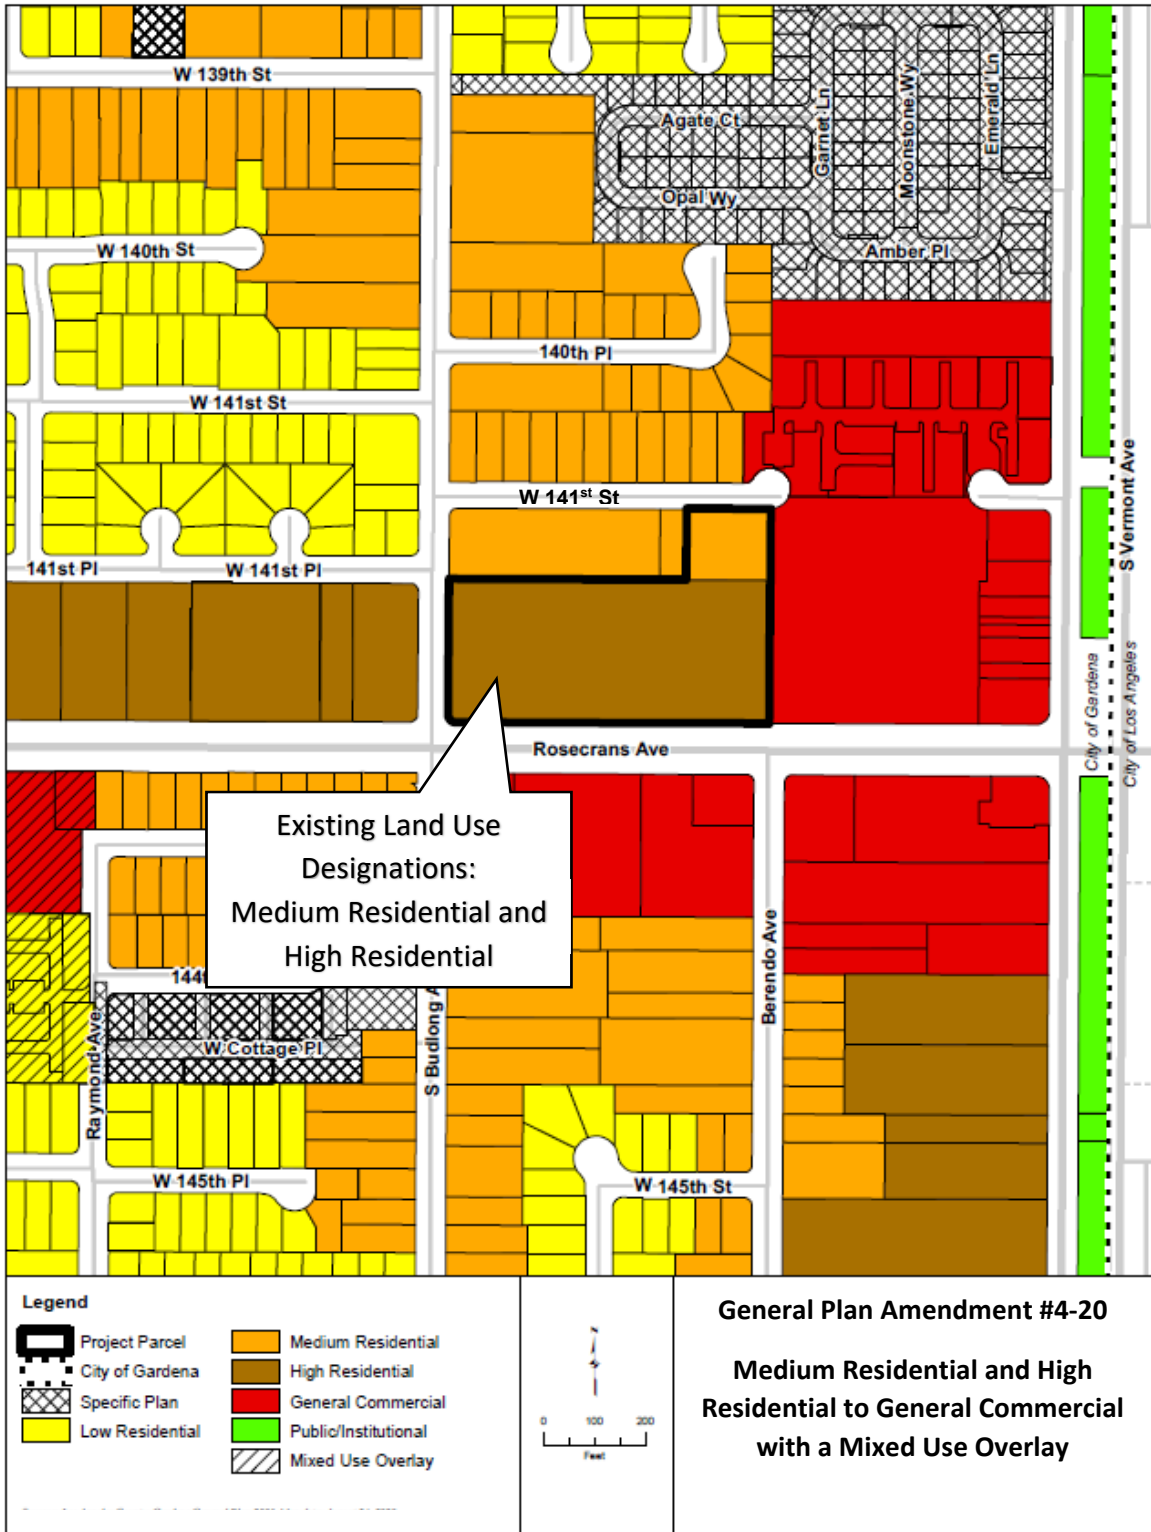 W 139th St
Agate Ct
Garnet Ln
Moonstone Wy
Emerald Ln
Opal Wy
Amber Pl
W 140th St
140th Pl
W 141st St
W 141st St
S Vermont Ave
141st Pl
W 141st Pl
City of Gardena
City of Los Angeles
Rosecrans Ave
Existing Land Use
Designations:
Medium Residential and
High Residential
Berendo Ave
144t
W Cottage Pl
Raymond Ave
S Budlong A
W 145th Pl
W 145th St
Legend
Project Parcel
City of Gardena
Specific Plan
Low Residential
Medium Residential
High Residential
General Commercial
Public/Institutional
Mixed Use Overlay
N
0 100 200
Feet
General Plan Amendment #4-20
Medium Residential and High
Residential to General Commercial
with a Mixed Use Overlay